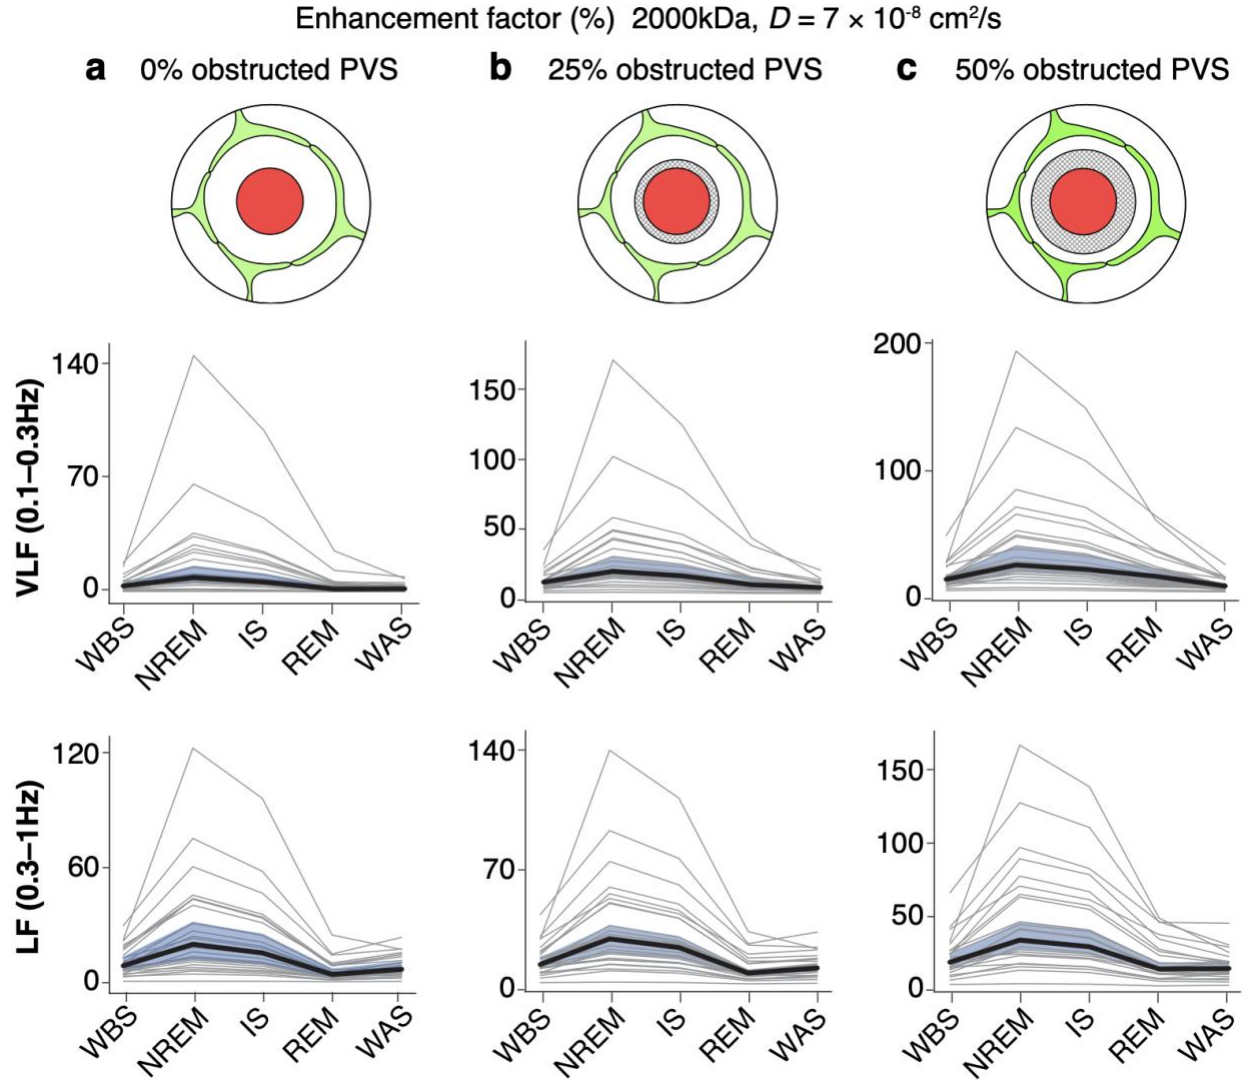 Enhancement factor (%) 2000kDa, D = 7 × 10⁻⁸ cm²/s
a 0% obstructed PVS
b 25% obstructed PVS
c 50% obstructed PVS
VLF (0.1–0.3Hz)
140
70
0
WBS
NREM
IS
REM
WAS
150
100
50
0
WBS
NREM
IS
REM
WAS
200
100
0
WBS
NREM
IS
REM
WAS
LF (0.3–1Hz)
120
60
0
WBS
NREM
IS
REM
WAS
140
70
0
WBS
NREM
IS
REM
WAS
150
100
50
0
WBS
NREM
IS
REM
WAS